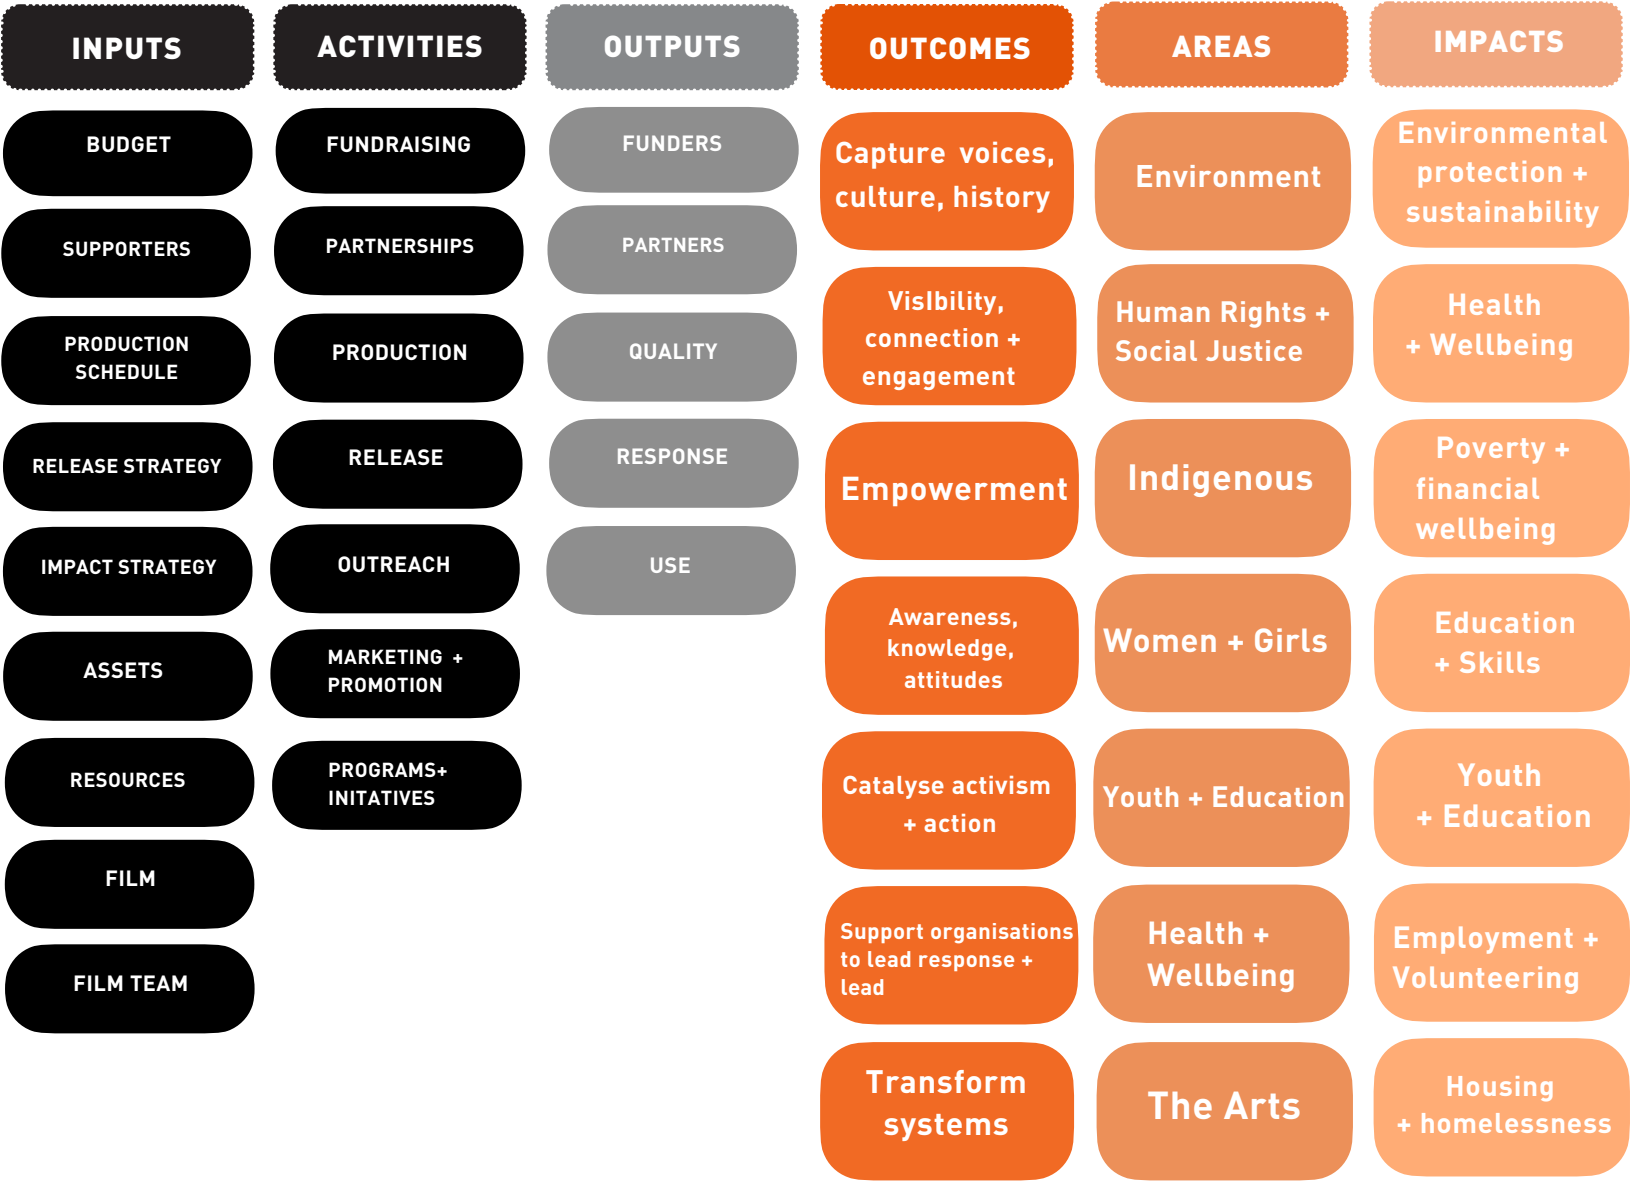 INPUTS
BUDGET
SUPPORTERS
PRODUCTION
SCHEDULE
RELEASE STRATEGY
IMPACT STRATEGY
ASSETS
RESOURCES
FILM
FILM TEAM
ACTIVITIES
FUNDRAISING
PARTNERSHIPS
PRODUCTION
RELEASE
OUTREACH
MARKETING +
PROMOTION
PROGRAMS+
INITATIVES
OUTPUTS
FUNDERS
PARTNERS
QUALITY
RESPONSE
USE
OUTCOMES
Capture voices,
culture, history
VisIbility,
connection +
engagement
Empowerment
Awareness,
knowledge,
attitudes
Catalyse activism
+ action
Support organisations
to lead response +
lead
Transform
systems
AREAS
Environment
Human Rights +
Social Justice
Indigenous
Women + Girls
Youth + Education
Health +
Wellbeing
The Arts
IMPACTS
Environmental
protection +
sustainability
Health
+ Wellbeing
Poverty +
financial
wellbeing
Education
+ Skills
Youth
+ Education
Employment +
Volunteering
Housing
+ homelessness